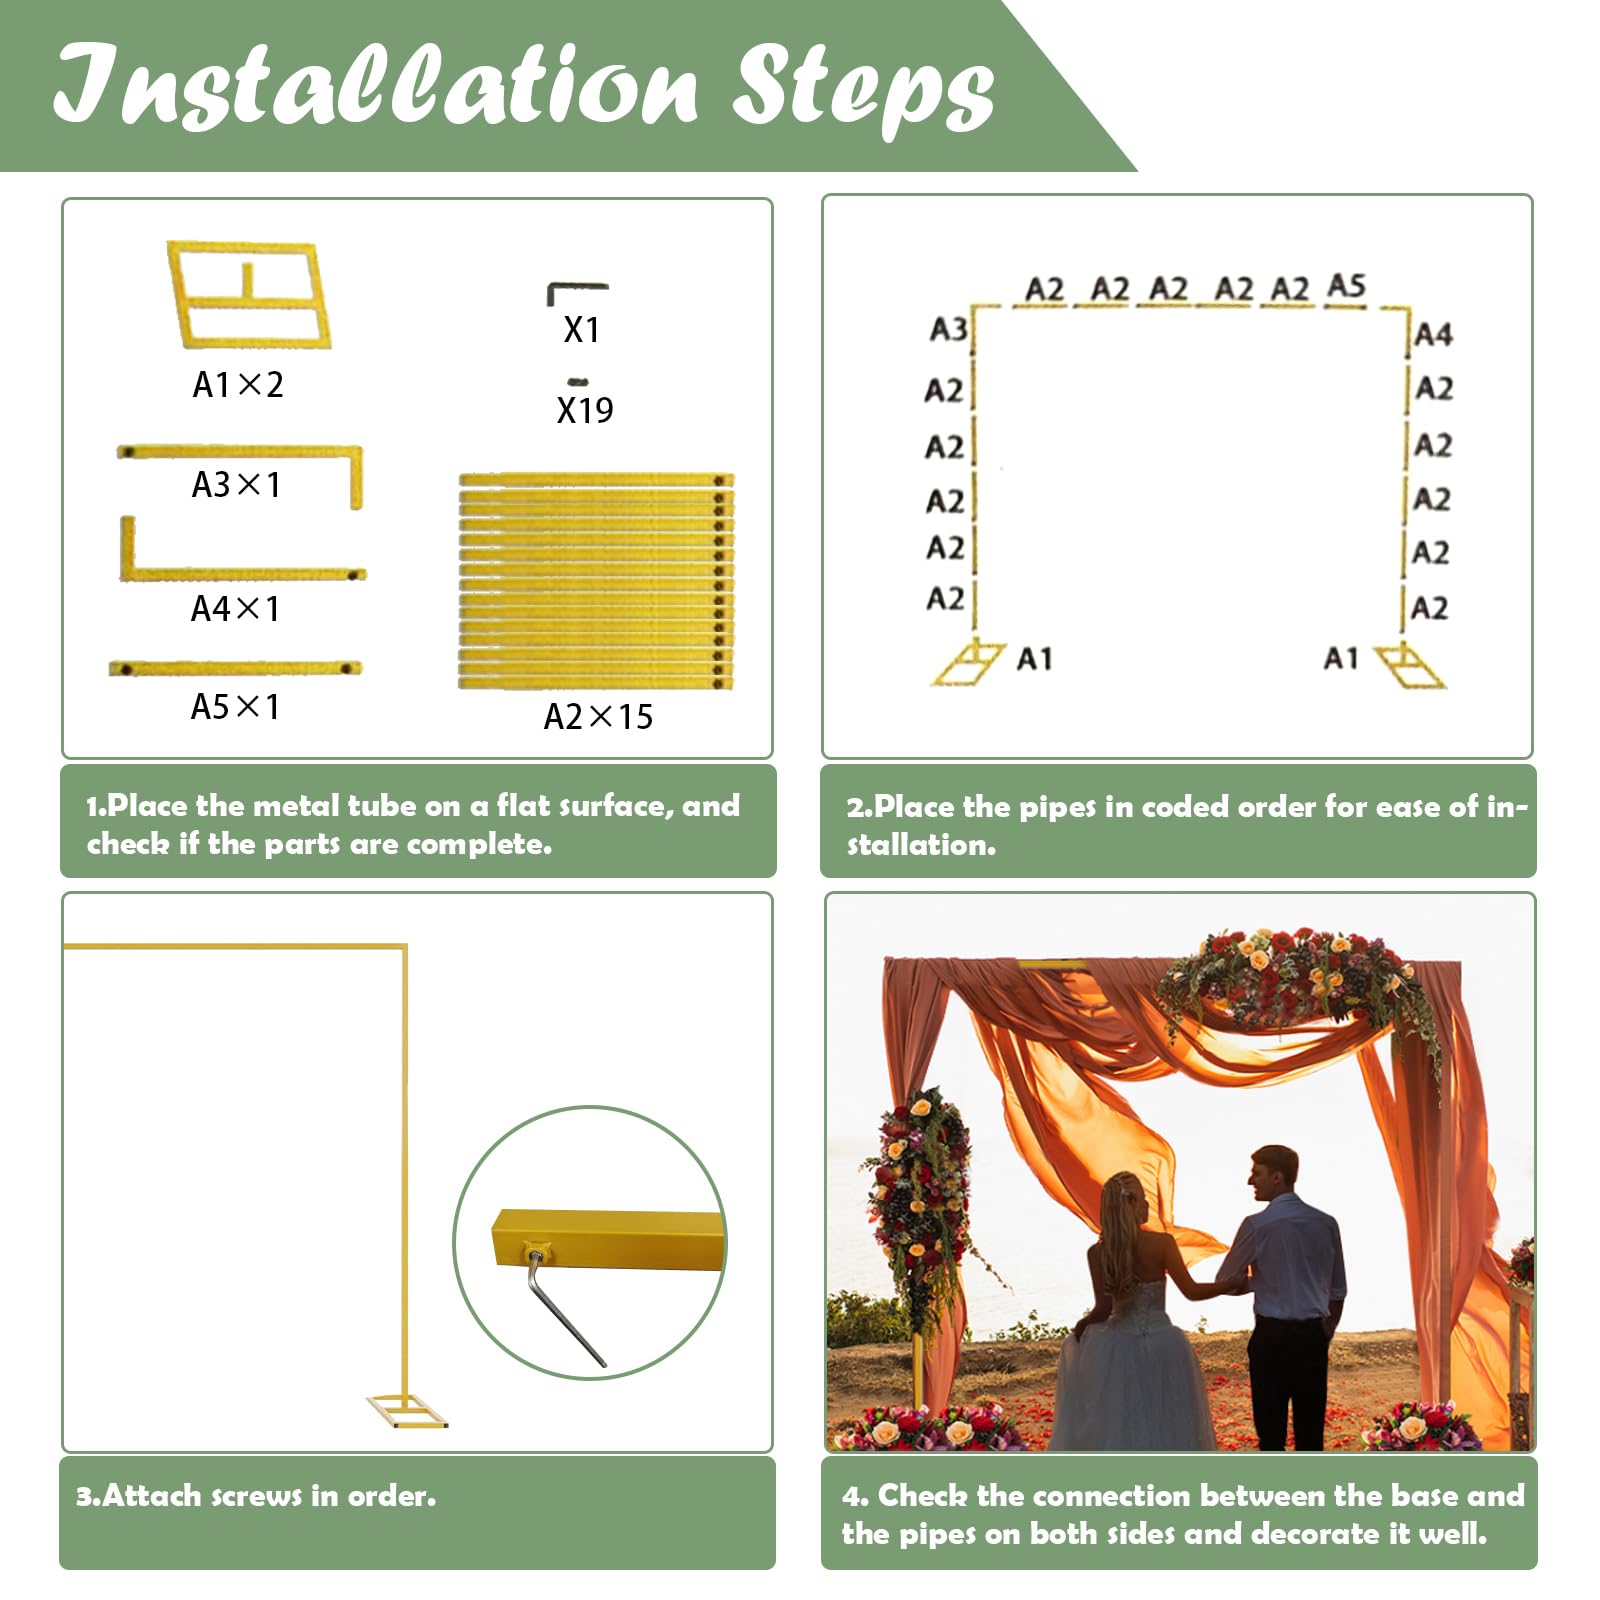 Installation Steps
A1×2
X1
X19
A3×1
A4×1
A5×1
A2×15
A2 A2 A2 A2 A2 A5
A3 A4
A2 A2
A2 A2
A2 A2
A2 A2
A2 A2
A1 A1
1.Place the metal tube on a flat surface, and
check if the parts are complete.
2.Place the pipes in coded order for ease of in-
stallation.
3.Attach screws in order.
4. Check the connection between the base and
the pipes on both sides and decorate it well.